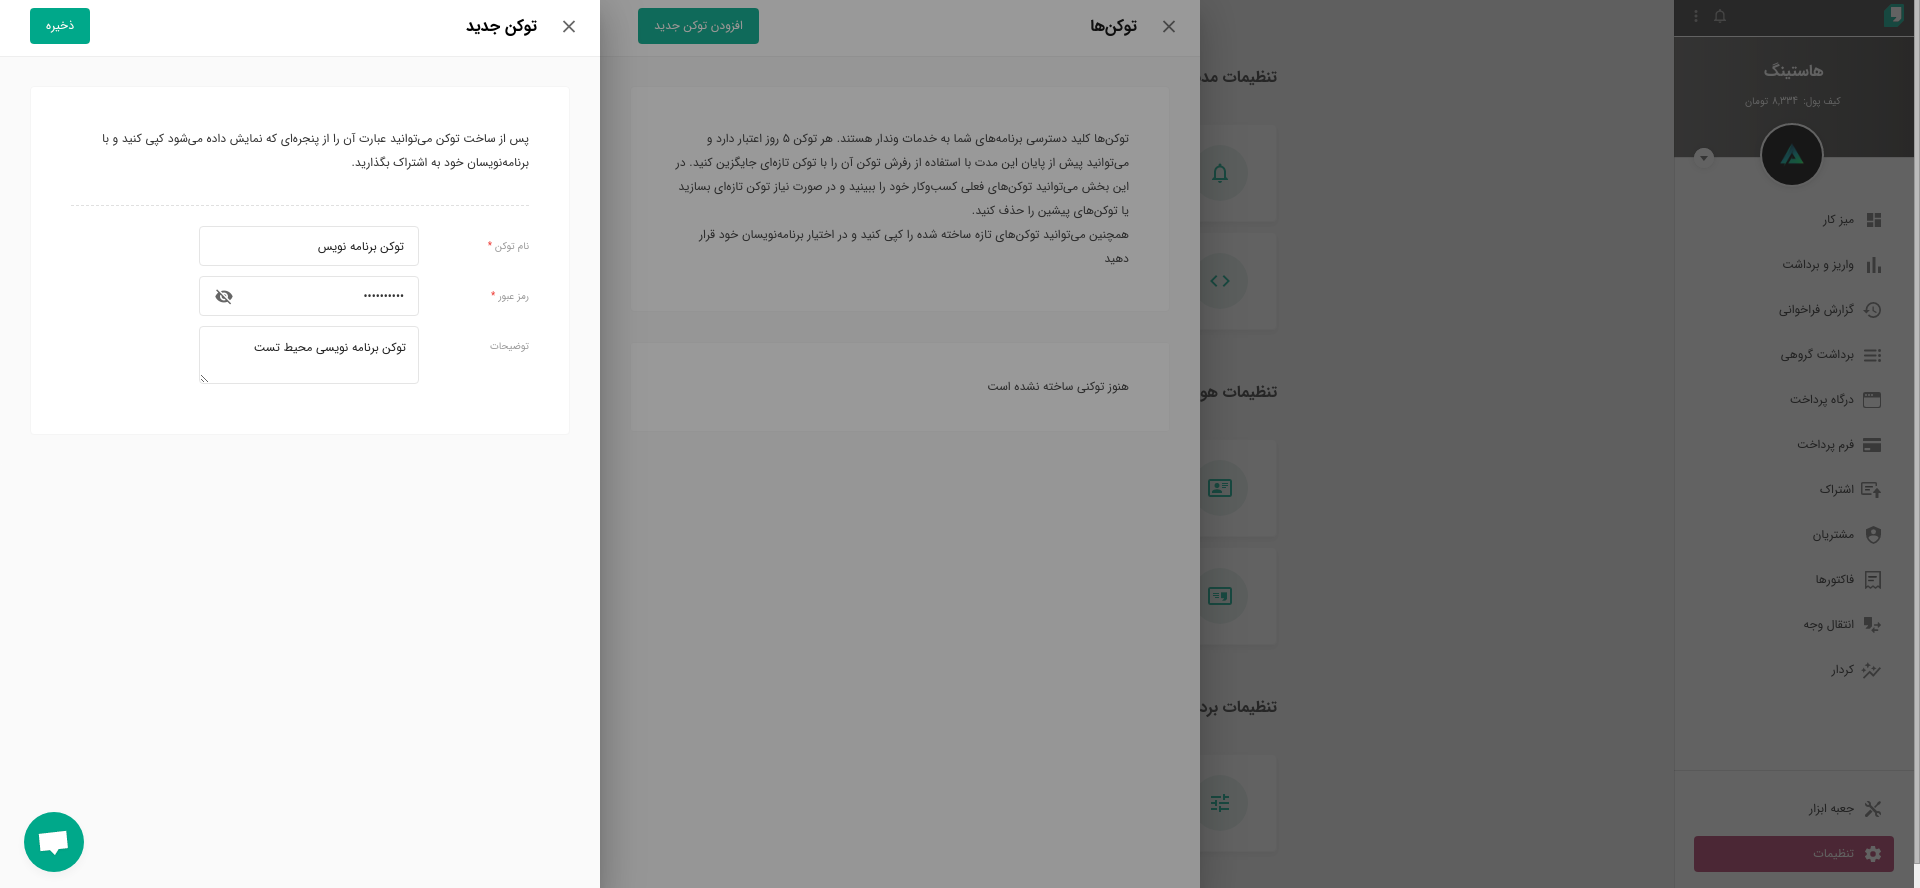 هاستینگ
کیف پول: ۸,۳۳۴ تومان
میز کار
واریز و برداشت
گزارش فراخوانی
برداشت گروهی
درگاه پرداخت
فرم پرداخت
اشتراک
مشتریان
فاکتورها
انتقال وجه
کردار
جعبه ابزار
تنظیمات
تنظیمات مد
تنظیمات هو
تنظیمات برد
توکن‌ها
افزودن توکن جدید
توکن‌ها کلید دسترسی برنامه‌های شما به خدمات وندار هستند. هر توکن ۵ روز اعتبار دارد و
می‌توانید پیش از پایان این مدت با استفاده از رفرش توکن آن را با توکن تازه‌ای جایگزین کنید. در
این بخش می‌توانید توکن‌های فعلی کسب‌وکار خود را ببینید و در صورت نیاز توکن تازه‌ای بسازید
یا توکن‌های پیشین را حذف کنید.
همچنین می‌توانید توکن‌های تازه ساخته شده را کپی کنید و در اختیار برنامه‌نویسان خود قرار
دهید
هنوز توکنی ساخته نشده است
توکن جدید
ذخیره
پس از ساخت توکن می‌توانید عبارت آن را از پنجره‌ای که نمایش داده می‌شود کپی کنید و با
برنامه‌نویسان خود به اشتراک بگذارید.
نام توکن *
توکن برنامه نویس
رمز عبور *
••••••••••
توضیحات
توکن برنامه نویسی محیط تست